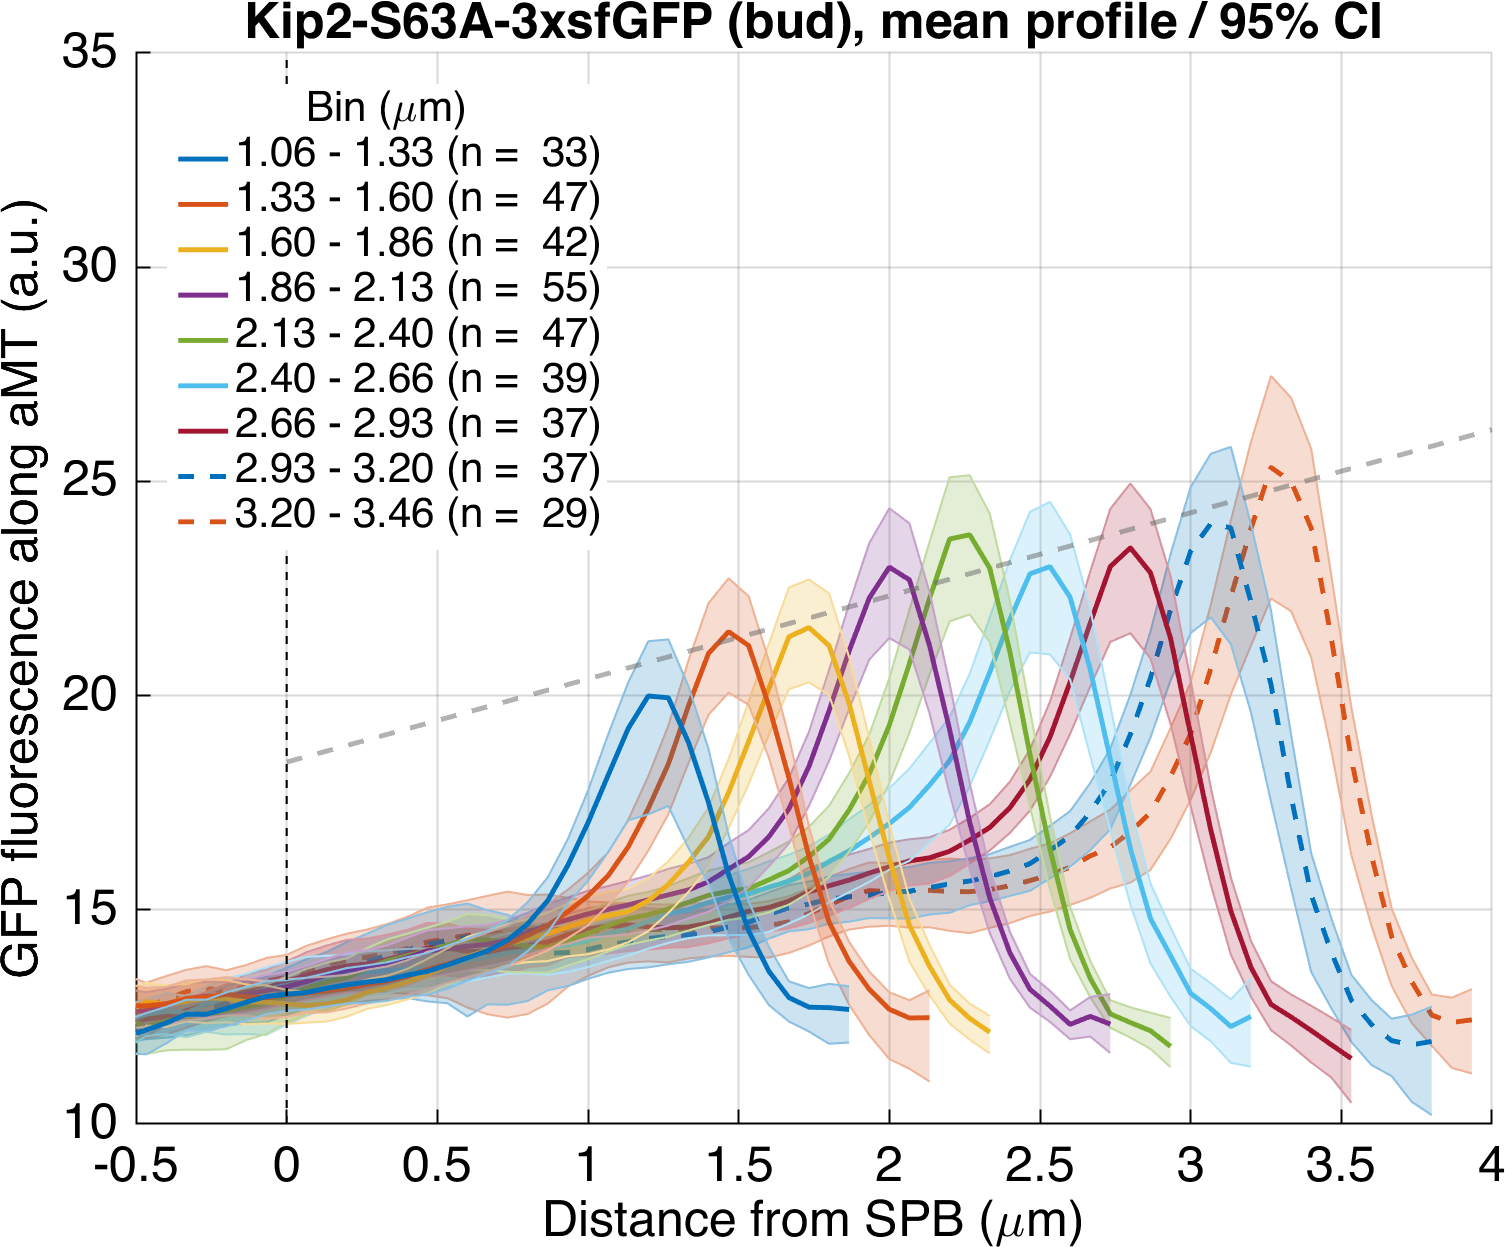 Kip2-S63A-3xsfGFP (bud), mean profile / 95% CI
GFP fluorescence along aMT (a.u.)
35
30
25
20
15
10
Bin (μm)
1.06 - 1.33 (n = 33)
1.33 - 1.60 (n = 47)
1.60 - 1.86 (n = 42)
1.86 - 2.13 (n = 55)
2.13 - 2.40 (n = 47)
2.40 - 2.66 (n = 39)
2.66 - 2.93 (n = 37)
2.93 - 3.20 (n = 37)
3.20 - 3.46 (n = 29)
-0.5 0 0.5 1 1.5 2 2.5 3 3.5 4
Distance from SPB (μm)